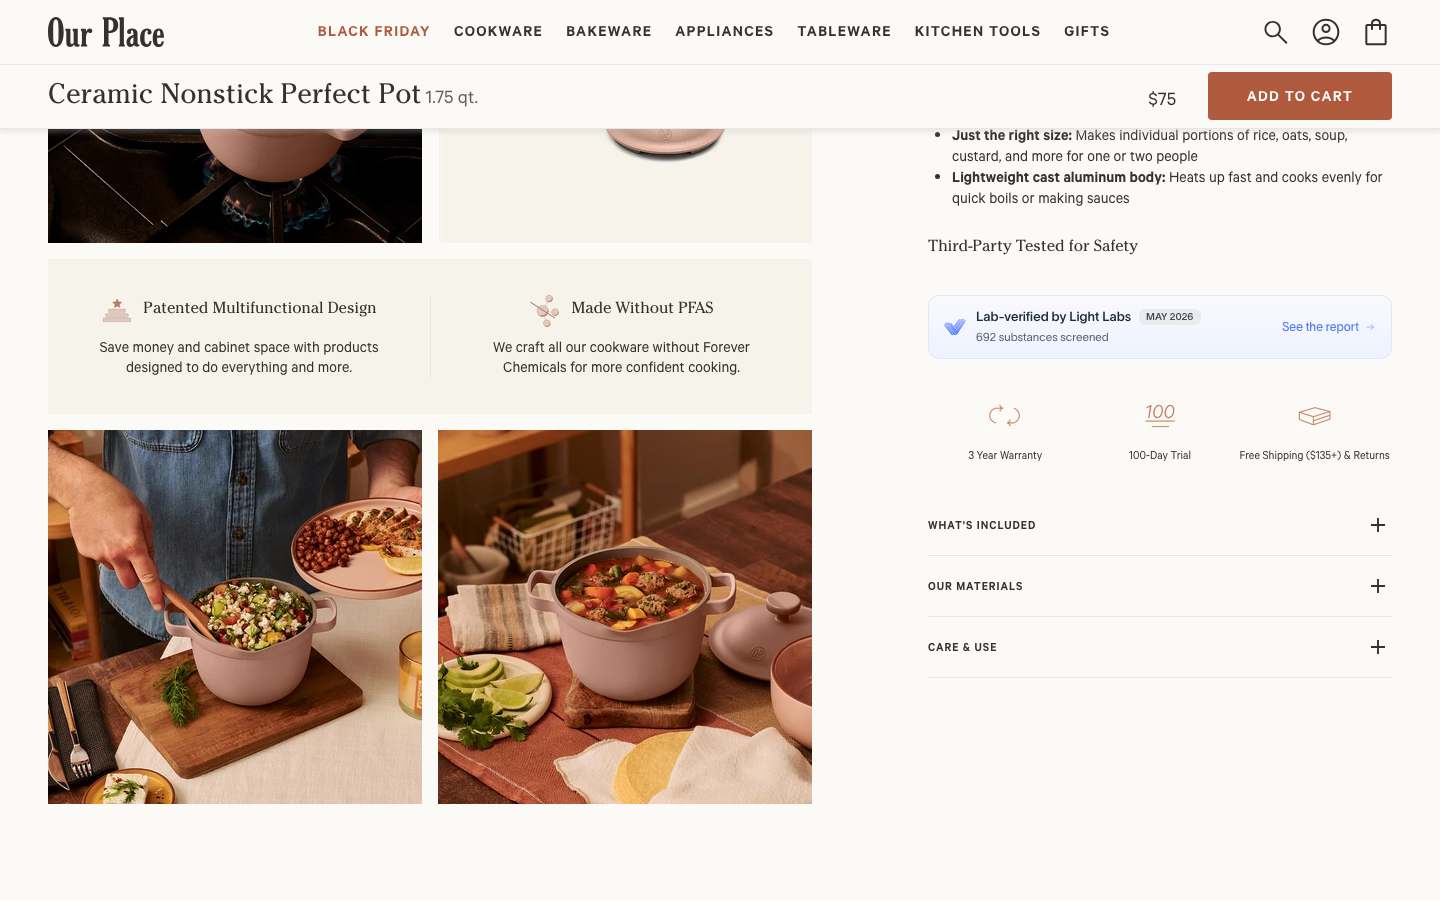 Our Place
BLACK FRIDAY
COOKWARE
BAKEWARE
APPLIANCES
TABLEWARE
KITCHEN TOOLS
GIFTS
Ceramic Nonstick Perfect Pot 1.75 qt.
$75
ADD TO CART
Just the right size: Makes individual portions of rice, oats, soup,
custard, and more for one or two people
Lightweight cast aluminum body: Heats up fast and cooks evenly for
quick boils or making sauces
Third-Party Tested for Safety
Lab-verified by Light Labs MAY 2026
692 substances screened
See the report →
3 Year Warranty
100
100-Day Trial
Free Shipping ($135+) & Returns
WHAT'S INCLUDED
OUR MATERIALS
CARE & USE
Patented Multifunctional Design
Save money and cabinet space with products
designed to do everything and more.
Made Without PFAS
We craft all our cookware without Forever
Chemicals for more confident cooking.